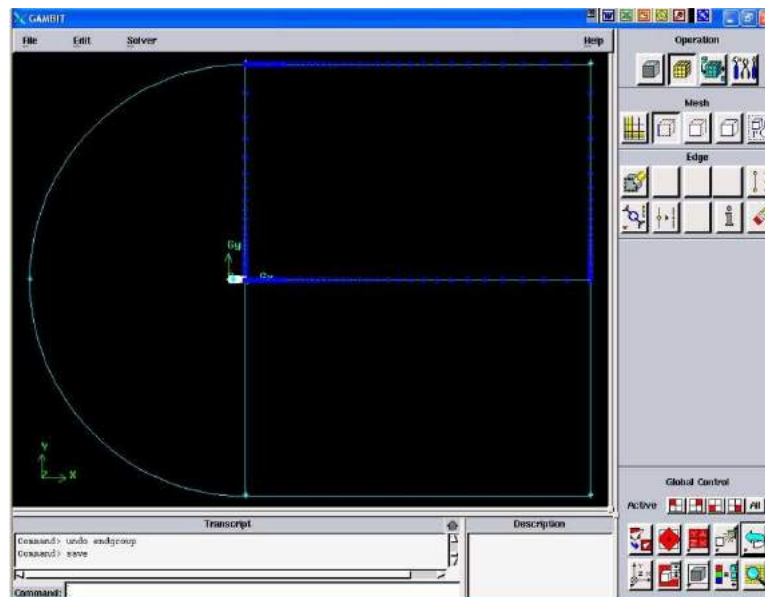 GAMBIT
File Edit Solver Help
Operation
Mesh
Edge
Gy
Gx
Y
Z X
Global Control
Active All
Transcript
Description
Command> undo endgroup
Command> save
Command: